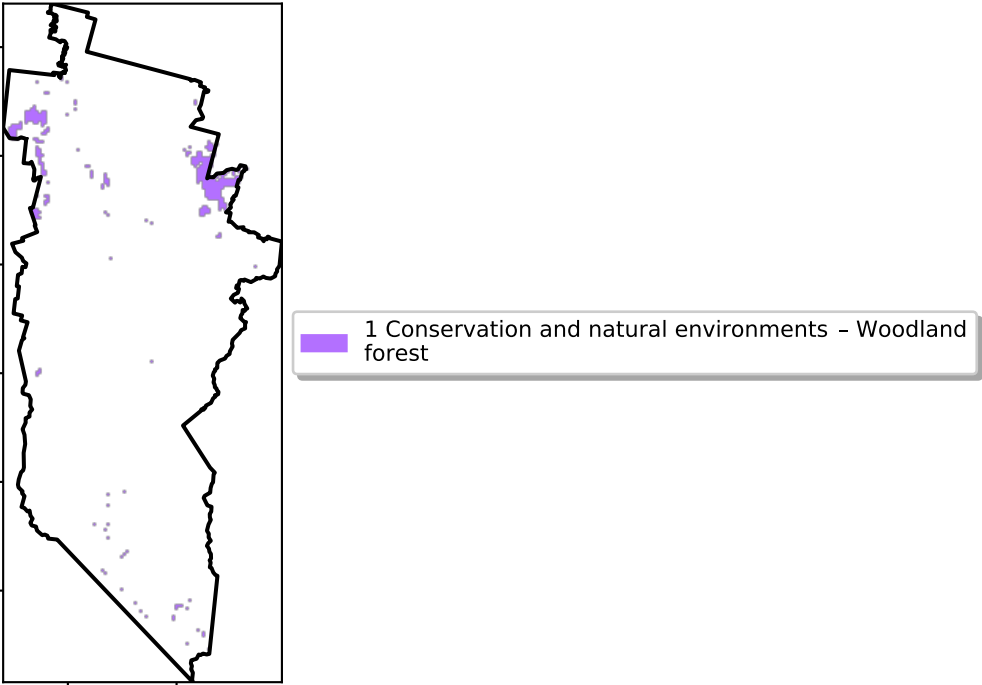 1 Conservation and natural environments – Woodland
forest